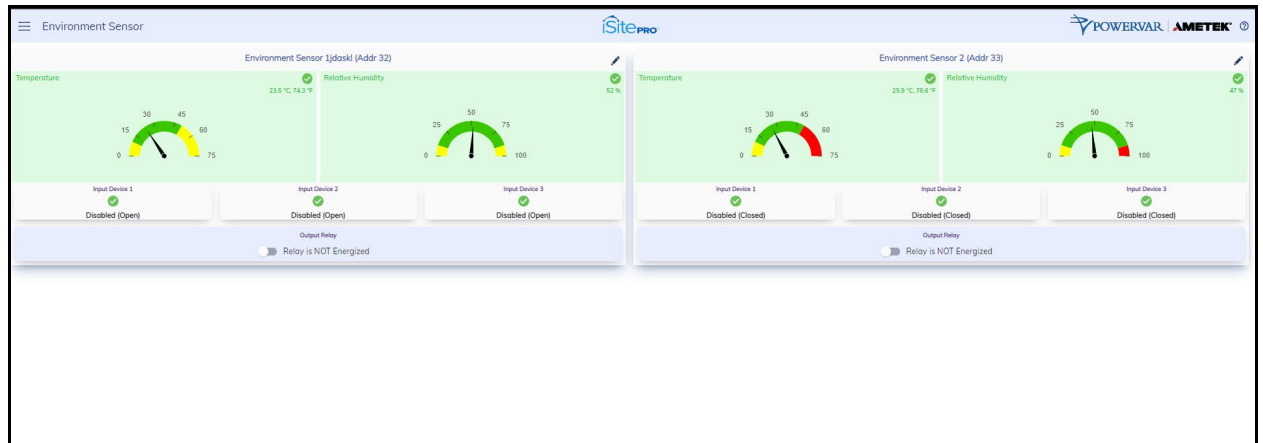 Environment Sensor
iSitePRO
POWERVAR AMETEK
Environment Sensor 1jdaskl (Addr 32)
Temperature
23.5 °C, 74.3 °F
0 15 30 45 60 75
Relative Humidity
52 %
0 25 50 75 100
Input Device 1
Disabled (Open)
Input Device 2
Disabled (Open)
Input Device 3
Disabled (Open)
Output Relay
Relay is NOT Energized
Environment Sensor 2 (Addr 33)
Temperature
25.9 °C, 78.6 °F
0 15 30 45 60 75
Relative Humidity
47 %
0 25 50 75 100
Input Device 1
Disabled (Closed)
Input Device 2
Disabled (Closed)
Input Device 3
Disabled (Closed)
Output Relay
Relay is NOT Energized